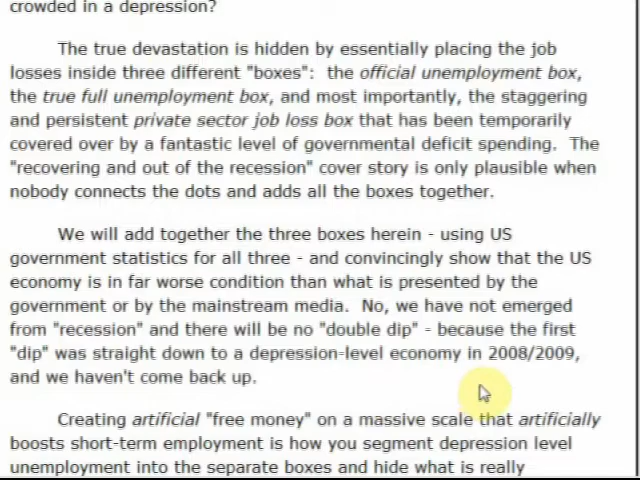 crowded in a depression?
The true devastation is hidden by essentially placing the job
losses inside three different "boxes":  the official unemployment box,
the true full unemployment box, and most importantly, the staggering
and persistent private sector job loss box that has been temporarily
covered over by a fantastic level of governmental deficit spending.  The
"recovering and out of the recession" cover story is only plausible when
nobody connects the dots and adds all the boxes together.
We will add together the three boxes herein - using US
government statistics for all three - and convincingly show that the US
economy is in far worse condition than what is presented by the
government or by the mainstream media.  No, we have not emerged
from "recession" and there will be no "double dip" - because the first
"dip" was straight down to a depression-level economy in 2008/2009,
and we haven't come back up.
Creating artificial "free money" on a massive scale that artificially
boosts short-term employment is how you segment depression level
unemployment into the separate boxes and hide what is really